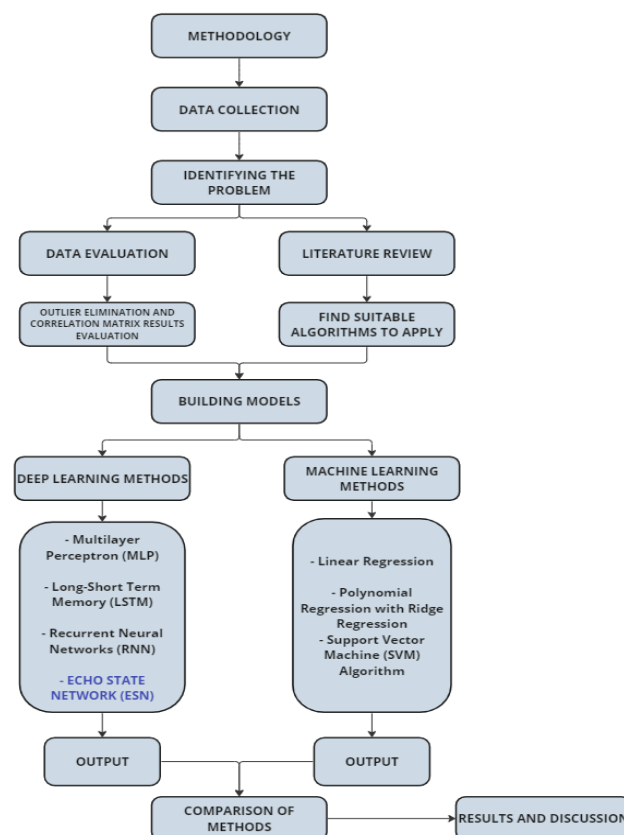 METHODOLOGY
DATA COLLECTION
IDENTIFYING THE
PROBLEM
DATA EVALUATION
LITERATURE REVIEW
OUTLIER ELIMINATION AND
CORRELATION MATRIX RESULTS
EVALUATION
FIND SUITABLE
ALGORITHMS TO APPLY
BUILDING MODELS
DEEP LEARNING METHODS
MACHINE LEARNING
METHODS
- Multilayer
Perceptron (MLP)
- Long-Short Term
Memory (LSTM)
- Recurrent Neural
Networks (RNN)
- ECHO STATE
NETWORK (ESN)
- Linear Regression
- Polynomial
Regression with Ridge
Regression
- Support Vector
Machine (SVM)
Algorithm
OUTPUT
OUTPUT
COMPARISON OF
METHODS
RESULTS AND DISCUSSION